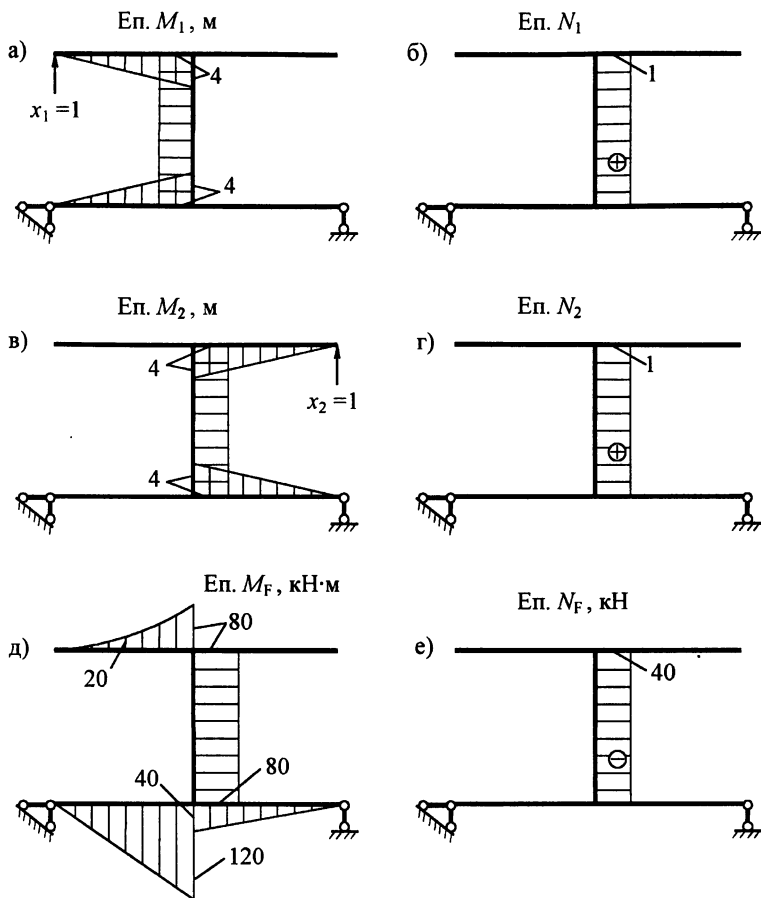 Еп. M₁ , м
Еп. N₁
а)
б)
4
1
x₁ =1
4
Еп. M₂ , м
Еп. N₂
в)
г)
4
1
x₂ =1
4
Еп. M_F , кН·м
Еп. N_F , кН
80
д)
е)
20
40
40
80
120